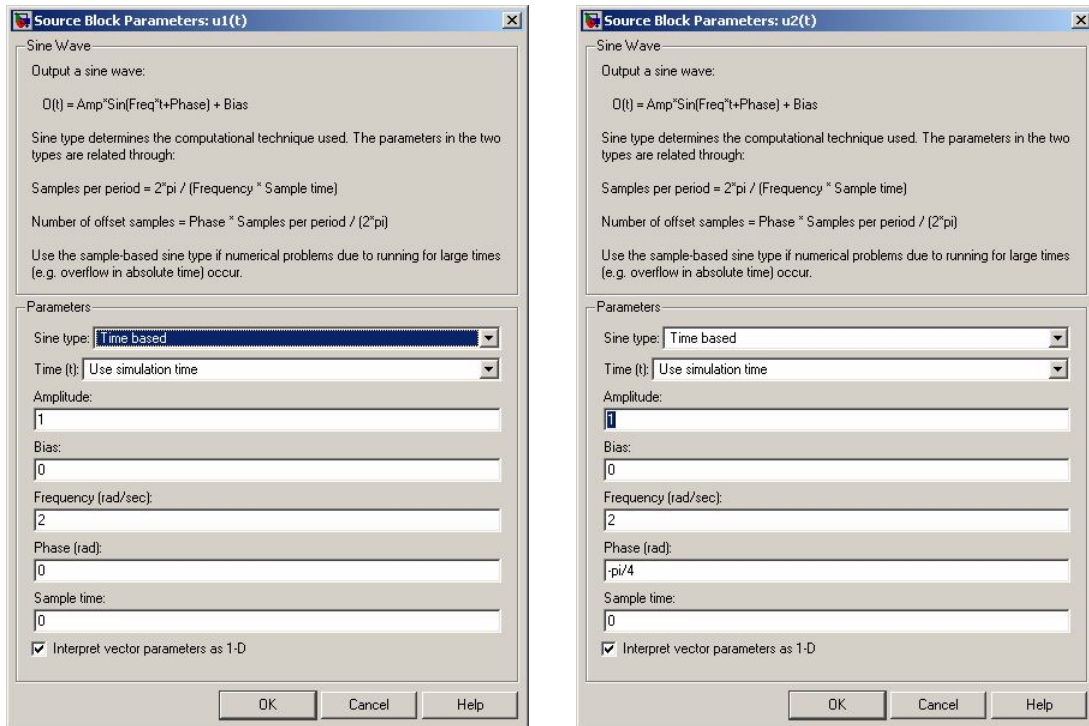 Source Block Parameters: u1(t)
Sine Wave
Output a sine wave:
O(t) = Amp*Sin(Freq*t+Phase) + Bias
Sine type determines the computational technique used. The parameters in the two
types are related through:
Samples per period = 2*pi / (Frequency * Sample time)
Number of offset samples = Phase * Samples per period / (2*pi)
Use the sample-based sine type if numerical problems due to running for large times
(e.g. overflow in absolute time) occur.
Parameters
Sine type: Time based
Time (t): Use simulation time
Amplitude:
1
Bias:
0
Frequency (rad/sec):
2
Phase (rad):
0
Sample time:
0
Interpret vector parameters as 1-D
OK Cancel Help
Source Block Parameters: u2(t)
Sine Wave
Output a sine wave:
O(t) = Amp*Sin(Freq*t+Phase) + Bias
Sine type determines the computational technique used. The parameters in the two
types are related through:
Samples per period = 2*pi / (Frequency * Sample time)
Number of offset samples = Phase * Samples per period / (2*pi)
Use the sample-based sine type if numerical problems due to running for large times
(e.g. overflow in absolute time) occur.
Parameters
Sine type: Time based
Time (t): Use simulation time
Amplitude:
1
Bias:
0
Frequency (rad/sec):
2
Phase (rad):
-pi/4
Sample time:
0
Interpret vector parameters as 1-D
OK Cancel Help